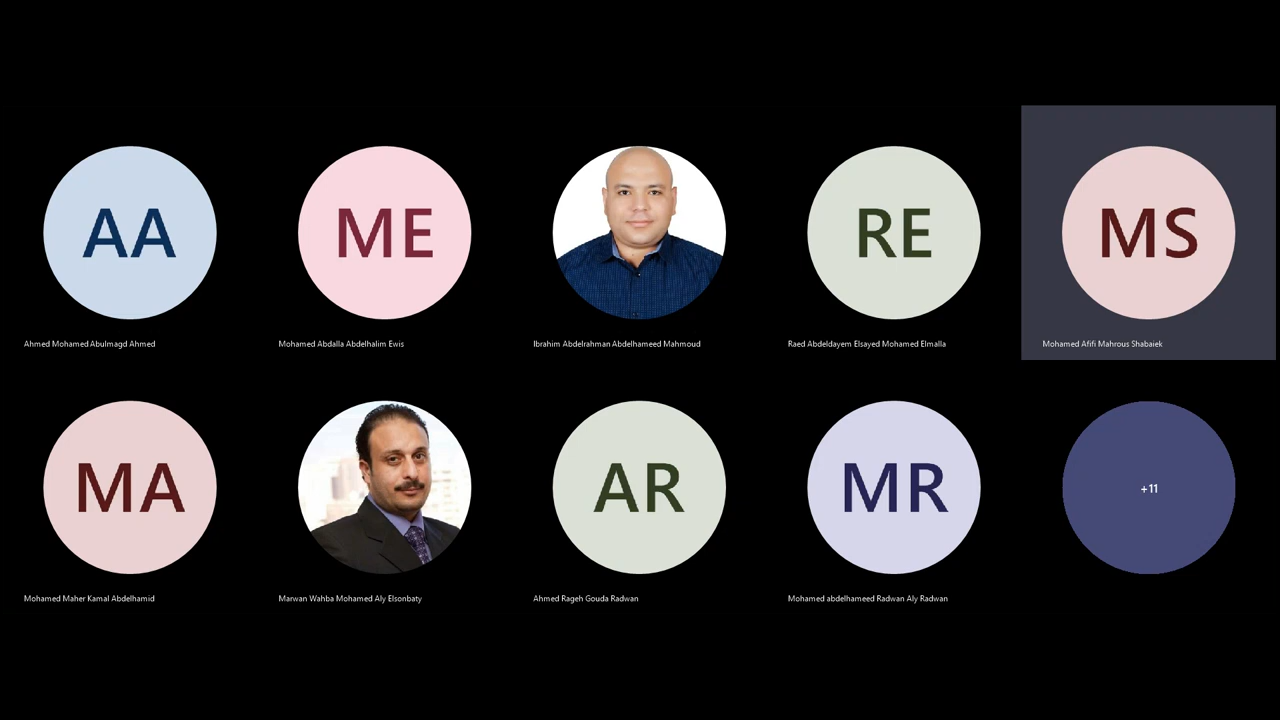 AA
ME
RE
MS
Ahmed Mohamed Abulmagd Ahmed
Mohamed Abdalla Abdelhalim Ewis
Ibrahim Abdelrahman Abdelhameed Mahmoud
Raed Abdeldayem Elsayed Mohamed Elmalla
Mohamed Afifi Mahrous Shabaiek
MA
AR
MR
+11
Mohamed Maher Kamal Abdelhamid
Marwan Wahba Mohamed Aly Elsonbaty
Ahmed Rageh Gouda Radwan
Mohamed abdelhameed Radwan Aly Radwan